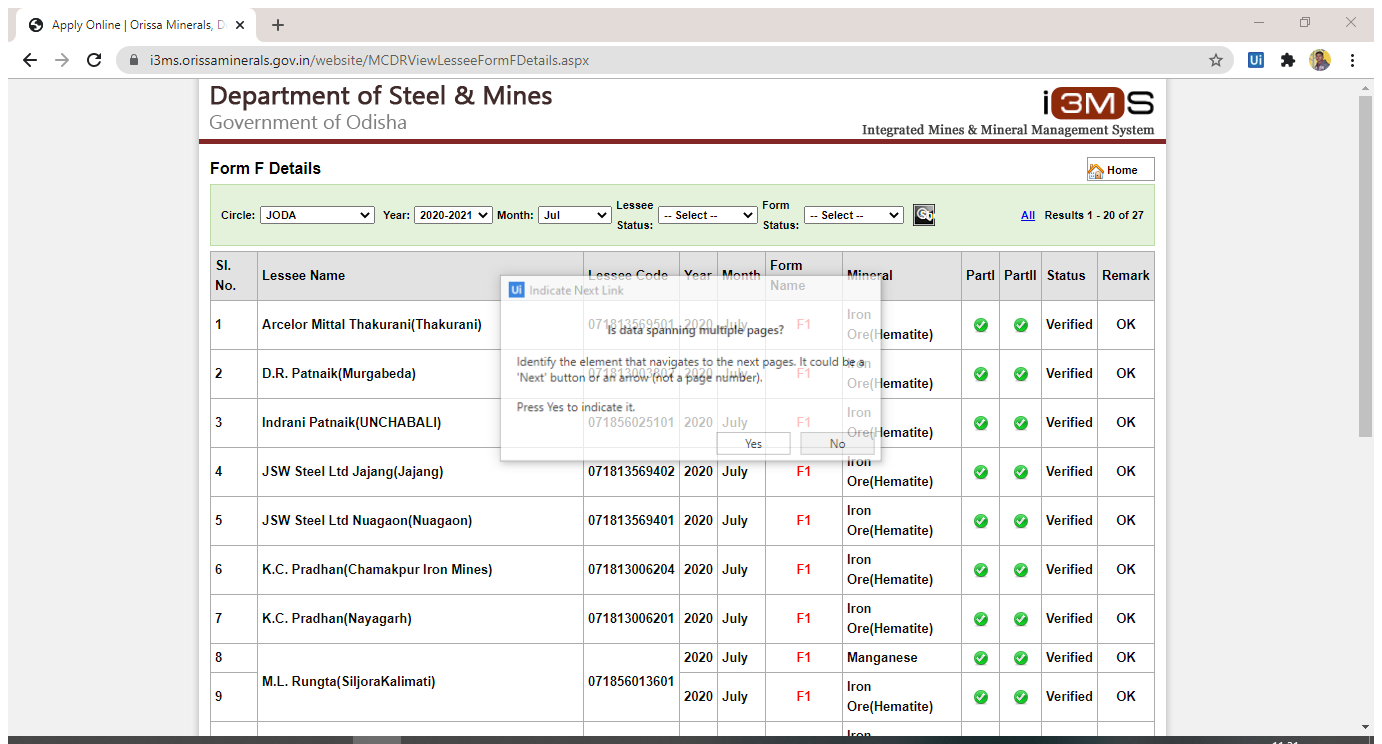 Apply Online | Orissa Minerals, D
i3ms.orissaminerals.gov.in/website/MCDRViewLesseeFormFDetails.aspx
Ui
Department of Steel & Mines
Government of Odisha
i3MS
Integrated Mines & Mineral Management System
Form F Details
Home
Circle: JODA Year: 2020-2021 Month: Jul Lessee Status: -- Select -- Form Status: -- Select -- Go All Results 1 - 20 of 27
Sl. No. Lessee Name Lessee Code Year Month Form Name Mineral PartI PartII Status Remark
1 Arcelor Mittal Thakurani(Thakurani) 071813569501 2020 July F1 Iron Ore(Hematite) Verified OK
2 D.R. Patnaik(Murgabeda) 071813003807 2020 July F1 Iron Ore(Hematite) Verified OK
3 Indrani Patnaik(UNCHABALI) 071856025101 2020 July F1 Iron Ore(Hematite) Verified OK
4 JSW Steel Ltd Jajang(Jajang) 071813569402 2020 July F1 Iron Ore(Hematite) Verified OK
5 JSW Steel Ltd Nuagaon(Nuagaon) 071813569401 2020 July F1 Iron Ore(Hematite) Verified OK
6 K.C. Pradhan(Chamakpur Iron Mines) 071813006204 2020 July F1 Iron Ore(Hematite) Verified OK
7 K.C. Pradhan(Nayagarh) 071813006201 2020 July F1 Iron Ore(Hematite) Verified OK
8 M.L. Rungta(SiljoraKalimati) 071856013601 2020 July F1 Manganese Verified OK
9 2020 July F1 Iron Ore(Hematite) Verified OK
Iron
Ui Indicate Next Link
Is data spanning multiple pages?
Identify the element that navigates to the next pages. It could be a
'Next' button or an arrow (not a page number).
Press Yes to indicate it.
Yes No